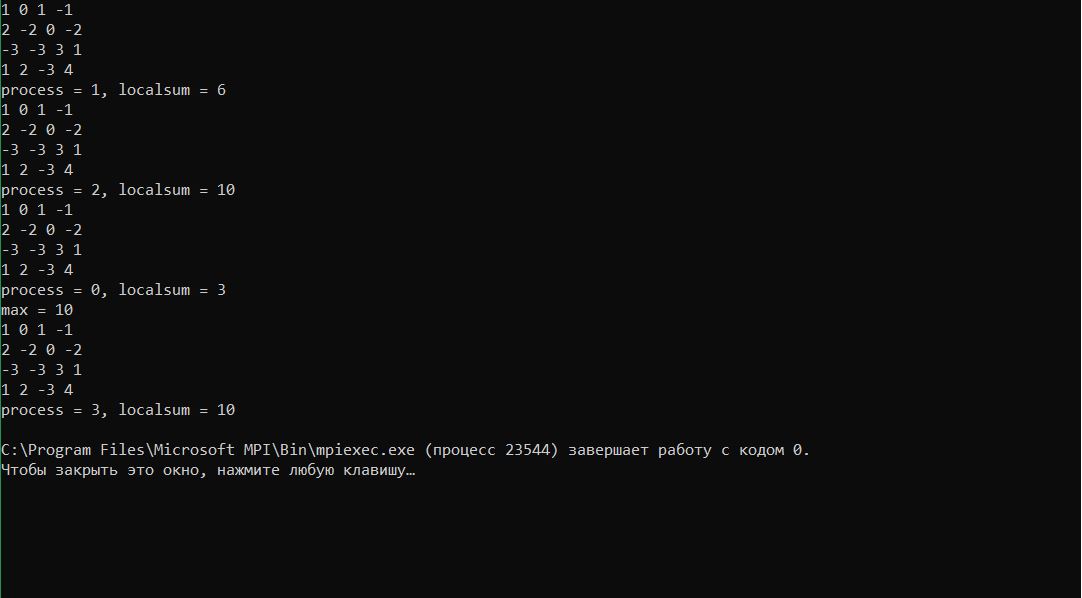 1 0 1 -1
2 -2 0 -2
-3 -3 3 1
1 2 -3 4
process = 1, localsum = 6
1 0 1 -1
2 -2 0 -2
-3 -3 3 1
1 2 -3 4
process = 2, localsum = 10
1 0 1 -1
2 -2 0 -2
-3 -3 3 1
1 2 -3 4
process = 0, localsum = 3
max = 10
1 0 1 -1
2 -2 0 -2
-3 -3 3 1
1 2 -3 4
process = 3, localsum = 10
C:\Program Files\Microsoft MPI\Bin\mpiexec.exe (процесс 23544) завершает работу с кодом 0.
Чтобы закрыть это окно, нажмите любую клавишу…